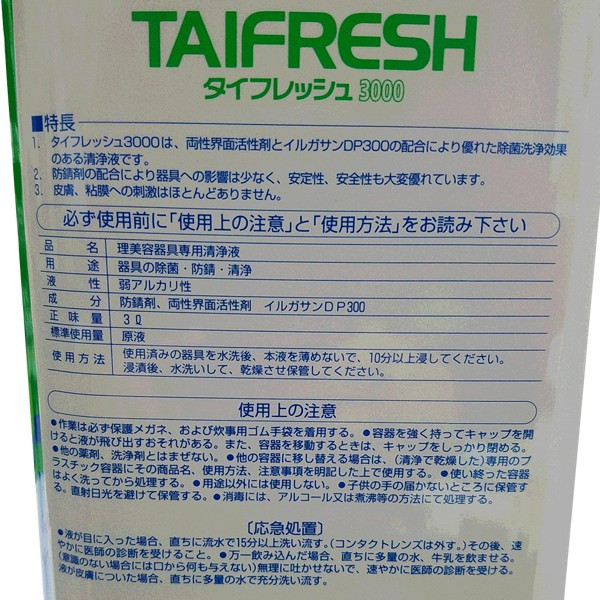 TAIFRESH
タイフレッシュ3000
■特長
1. タイフレッシュ3000は、両性界面活性剤とイルガサンDP300の配合により優れた除菌洗浄効果
のある清浄液です。
2. 防錆剤の配合により器具への影響は少なく、安定性、安全性も大変優れています。
3. 皮膚、粘膜への刺激はほとんどありません。
必ず使用前に「使用上の注意」と「使用方法」をお読み下さい
品名 理美容器具専用清浄液
用途 器具の除菌・防錆・清浄
液性 弱アルカリ性
成分 防錆剤、両性界面活性剤 イルガサンDP300
正味量 3ℓ
標準使用量 原液
使用方法 使用済みの器具を水洗後、本液を薄めないで、10分以上浸してください。
浸漬後、水洗いして、乾燥させ保管してください。
使用上の注意
●作業は必ず保護メガネ、および炊事用ゴム手袋を着用する。●容器を強く持ってキャップを開
けると液が飛び出すおそれがある。また、容器を移動するときは、キャップをしっかり閉める。
●他の薬剤、洗浄剤とはまぜない。●他の容器に移し替える場合は、(清浄で乾燥した)専用のプ
ラスチック容器にその商品名、使用方法、注意事項を明記した上で使用する。●使い終った容器
はよく洗ってから処理する。●用途以外には使用しない。●子供の手の届かないところに保管す
る。直射日光を避けて保管する。●消毒には、アルコール又は煮沸等の方法にて処理する。
〔応急処置〕
●液が目に入った場合、直ちに流水で15分以上洗い流す。(コンタクトレンズは外す。)その後、速
やかに医師の診断を受けること。●万一飲み込んだ場合、直ちに多量の水、牛乳を飲ませる。
(意識のない場合には口から何も与えない)無理に吐かせないで、速やかに医師の診断を受ける。
液が皮膚についた場合、直ちに多量の水で充分洗い流す。